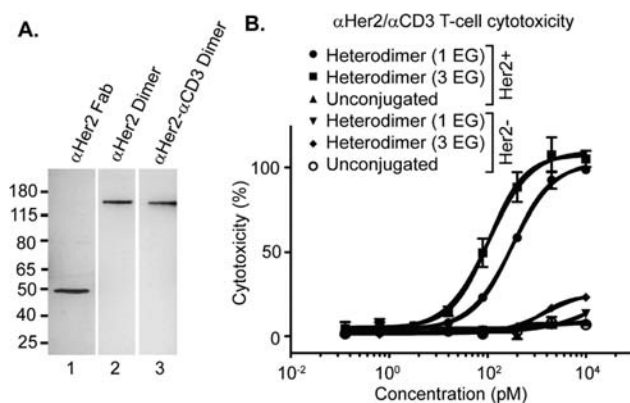 A.
αHer2 Fab
αHer2 Dimer
αHer2-αCD3 Dimer
180
115
80
65
50
40
25
1 2 3
B.
αHer2/αCD3 T-cell cytotoxicity
Heterodimer (1 EG)
Heterodimer (3 EG)
Unconjugated
Her2+
Heterodimer (1 EG)
Heterodimer (3 EG)
Unconjugated
Her2-
Cytotoxicity (%)
100
50
0
10-2 100 102 104
Concentration (pM)